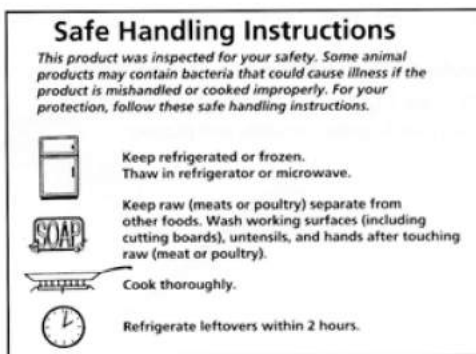 Safe Handling Instructions
This product was inspected for your safety. Some animal
products may contain bacteria that could cause illness if the
product is mishandled or cooked improperly. For your
protection, follow these safe handling instructions.
Keep refrigerated or frozen.
Thaw in refrigerator or microwave.
Keep raw (meats or poultry) separate from
other foods. Wash working surfaces (including
cutting boards), untensils, and hands after touching
raw (meat or poultry).
SOAP
Cook thoroughly.
Refrigerate leftovers within 2 hours.